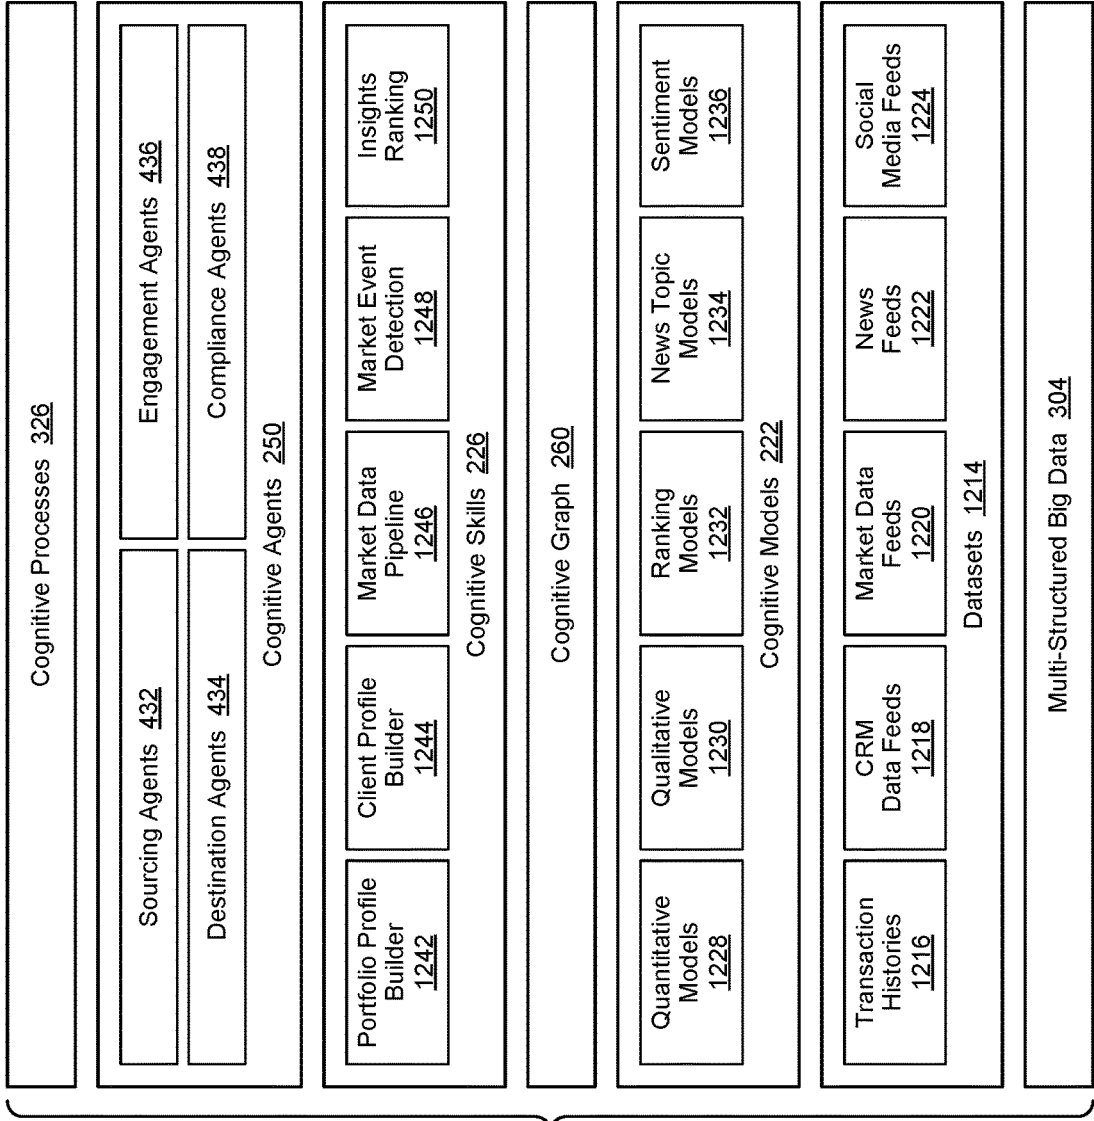 Cognitive Processes 326
Sourcing Agents 432
Engagement Agents 436
Destination Agents 434
Compliance Agents 438
Cognitive Agents 250
Portfolio Profile
Builder
1242
Client Profile
Builder
1244
Market Data
Pipeline
1246
Market Event
Detection
1248
Insights
Ranking
1250
Cognitive Skills 226
Cognitive Graph 260
Quantitative
Models
1228
Qualitative
Models
1230
Ranking
Models
1232
News Topic
Models
1234
Sentiment
Models
1236
Cognitive Models 222
Transaction
Histories
1216
CRM
Data Feeds
1218
Market Data
Feeds
1220
News
Feeds
1222
Social
Media Feeds
1224
Datasets 1214
Multi-Structured Big Data 304